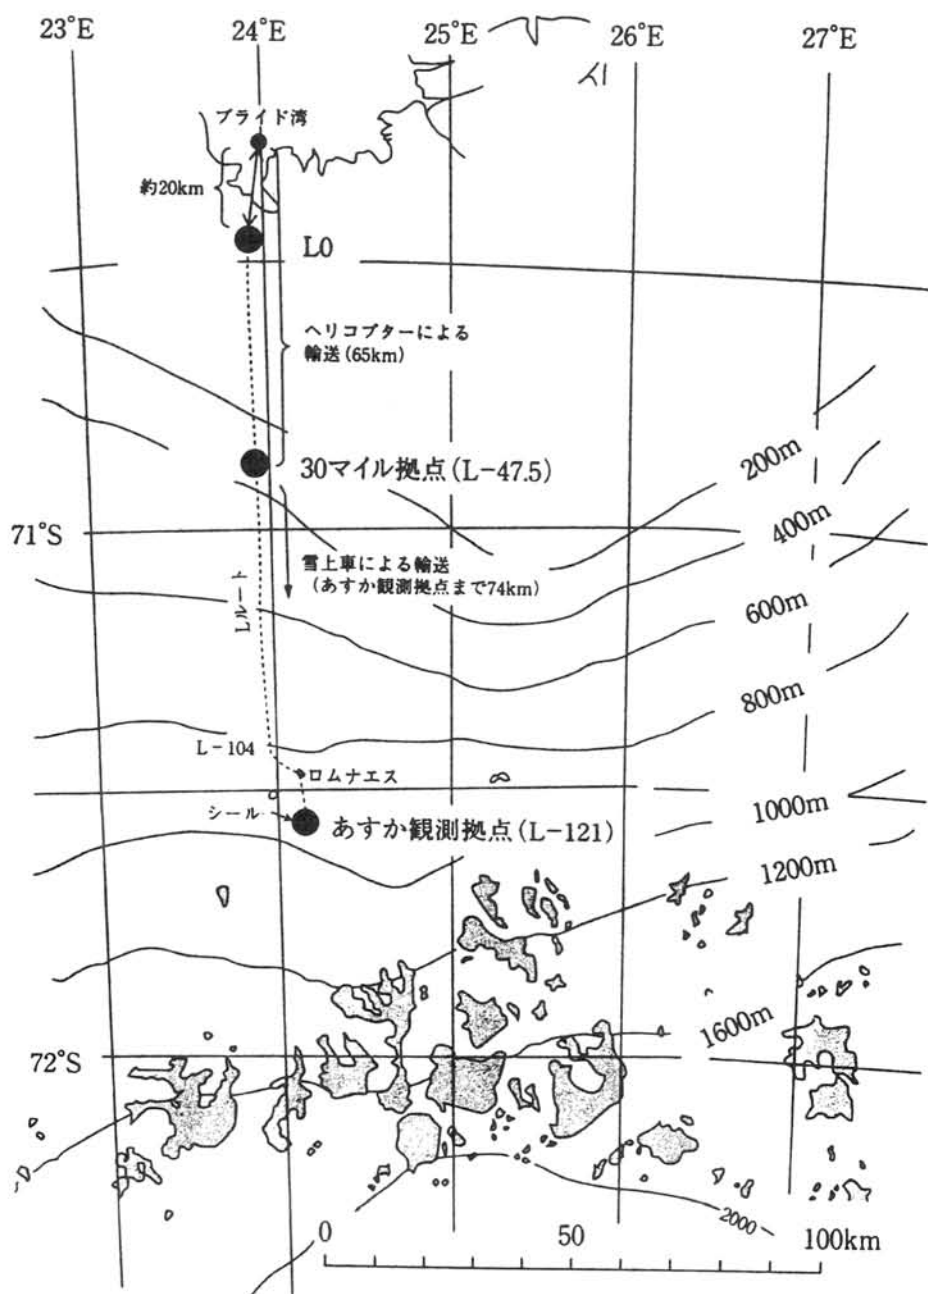 23°E
24°E
25°E
26°E
27°E
ブライド湾
約20km
L0
ヘリコプターによる
輸送(65km)
30マイル拠点(L-47.5)
200m
71°S
400m
雪上車による輸送
(あすか観測拠点まで74km)
Lルート
600m
800m
L-104
ロムナエス
シール
あすか観測拠点(L-121)
1000m
1200m
1600m
72°S
2000
0
50
100km